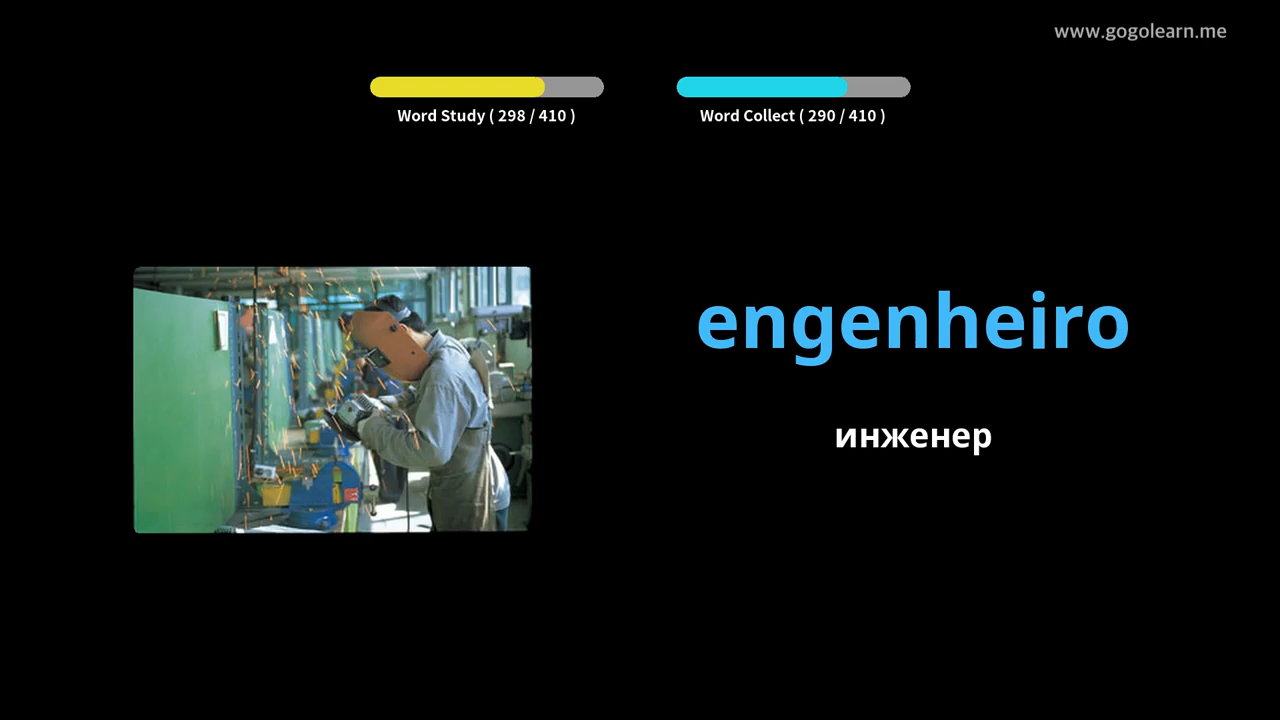 www.gogolearn.me
Word Study ( 298 / 410 )
Word Collect ( 290 / 410 )
engenheiro
инженер